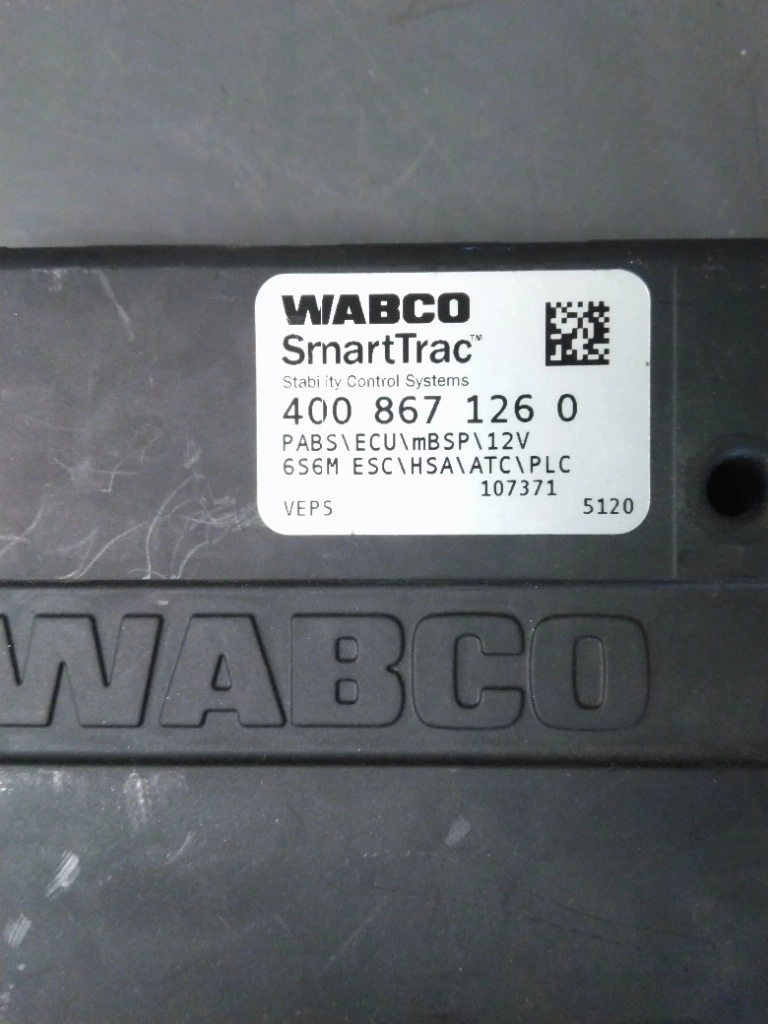 WABCO
SmartTrac™
Stability Control Systems
400 867 126 0
PABS\ECU\mBSP\12V
6S6M ESC\HSA\ATC\PLC
107371
VEPS 5120
WABCO